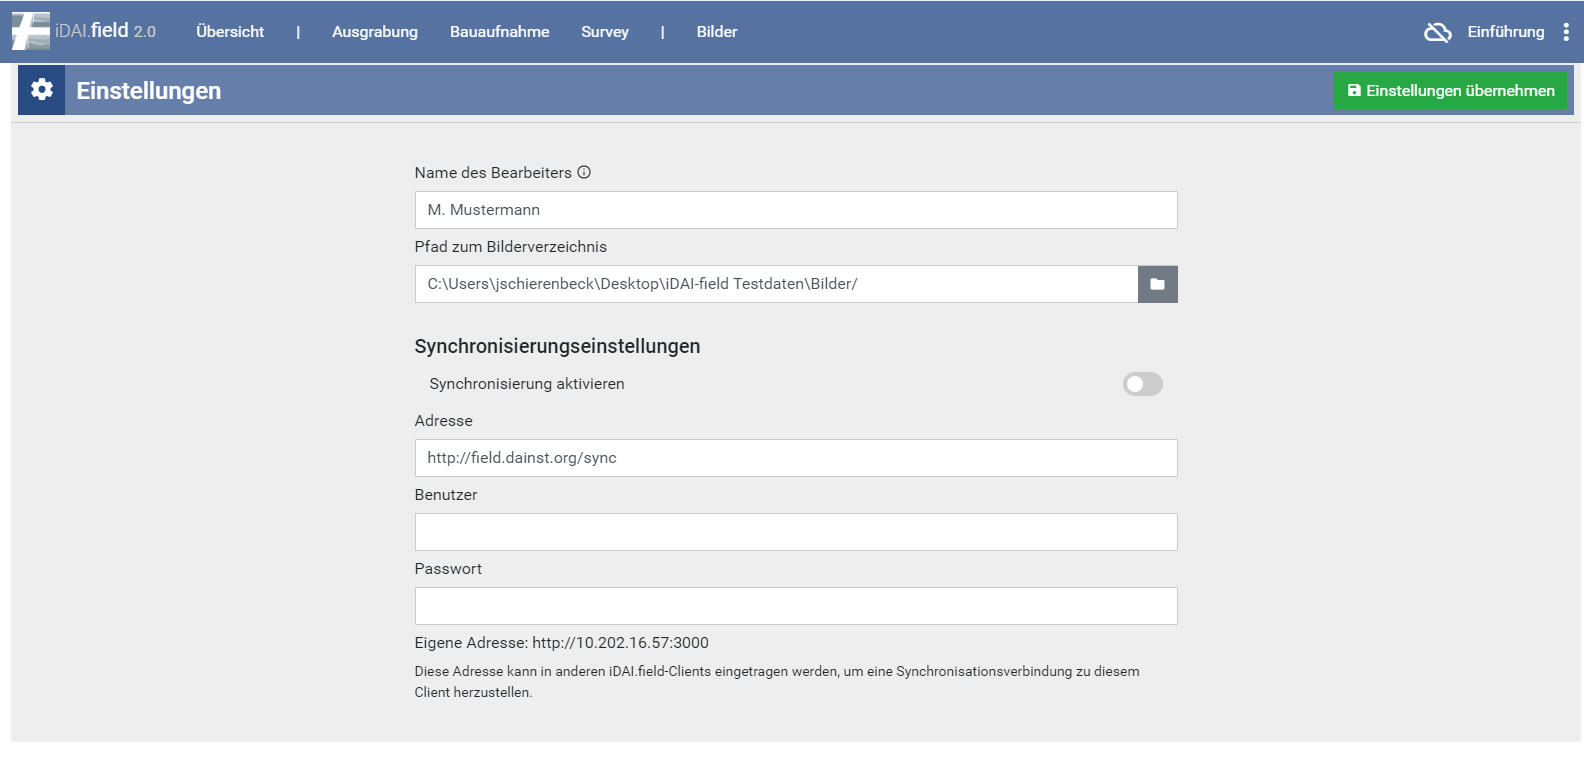 iDAI.field 2.0 Übersicht | Ausgrabung Bauaufnahme Survey | Bilder Einführung
Einstellungen Einstellungen übernehmen
Name des Bearbeiters
M. Mustermann
Pfad zum Bilderverzeichnis
C:\Users\jschierenbeck\Desktop\iDAI-field Testdaten\Bilder/
Synchronisierungseinstellungen
Synchronisierung aktivieren
Adresse
http://field.dainst.org/sync
Benutzer
Passwort
Eigene Adresse: http://10.202.16.57:3000
Diese Adresse kann in anderen iDAI.field-Clients eingetragen werden, um eine Synchronisationsverbindung zu diesem
Client herzustellen.